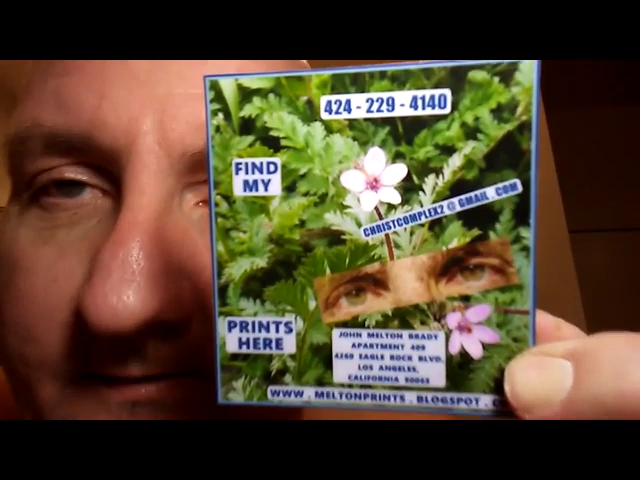 424 - 229 - 4140
FIND
MY
CHRISTCOMPLEX2 @ GMAIL . COM
PRINTS
HERE
JOHN MELTON BRADY
APARTMENT 409
4260 EAGLE ROCK BLVD.
LOS ANGELES,
CALIFORNIA 90065
WWW . MELTONPRINTS . BLOGSPOT .